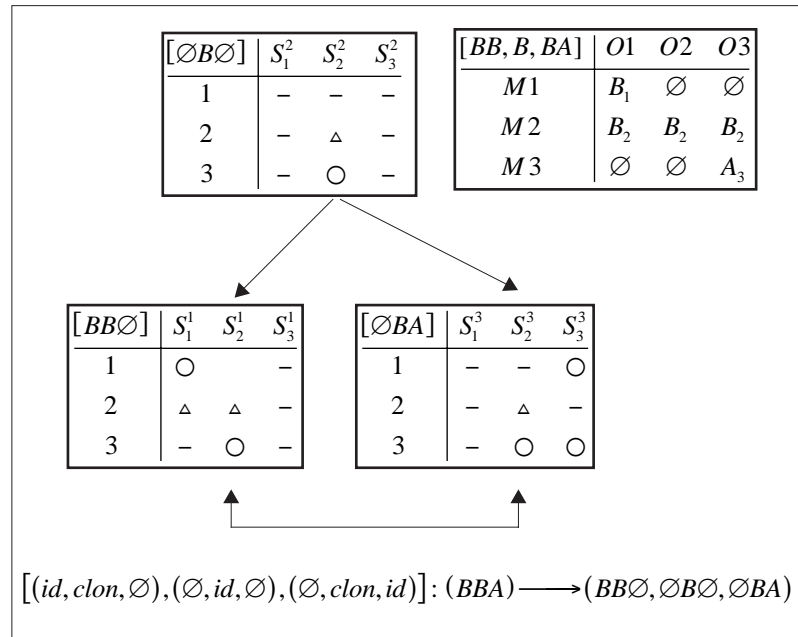 [∅B∅] S₁² S₂² S₃²
1 – – –
2 – △ –
3 – ○ –
[BB, B, BA] O1 O2 O3
M1 B₁ ∅ ∅
M2 B₂ B₂ B₂
M3 ∅ ∅ A₃
[BB∅] S₁¹ S₂¹ S₃¹
1 ○ –
2 △ △ –
3 – ○ –
[∅BA] S₁³ S₂³ S₃³
1 – – ○
2 – △ –
3 – ○ ○
[(id, clon, ∅), (∅, id, ∅), (∅, clon, id)]: (BBA) ⟶ (BB∅, ∅B∅, ∅BA)